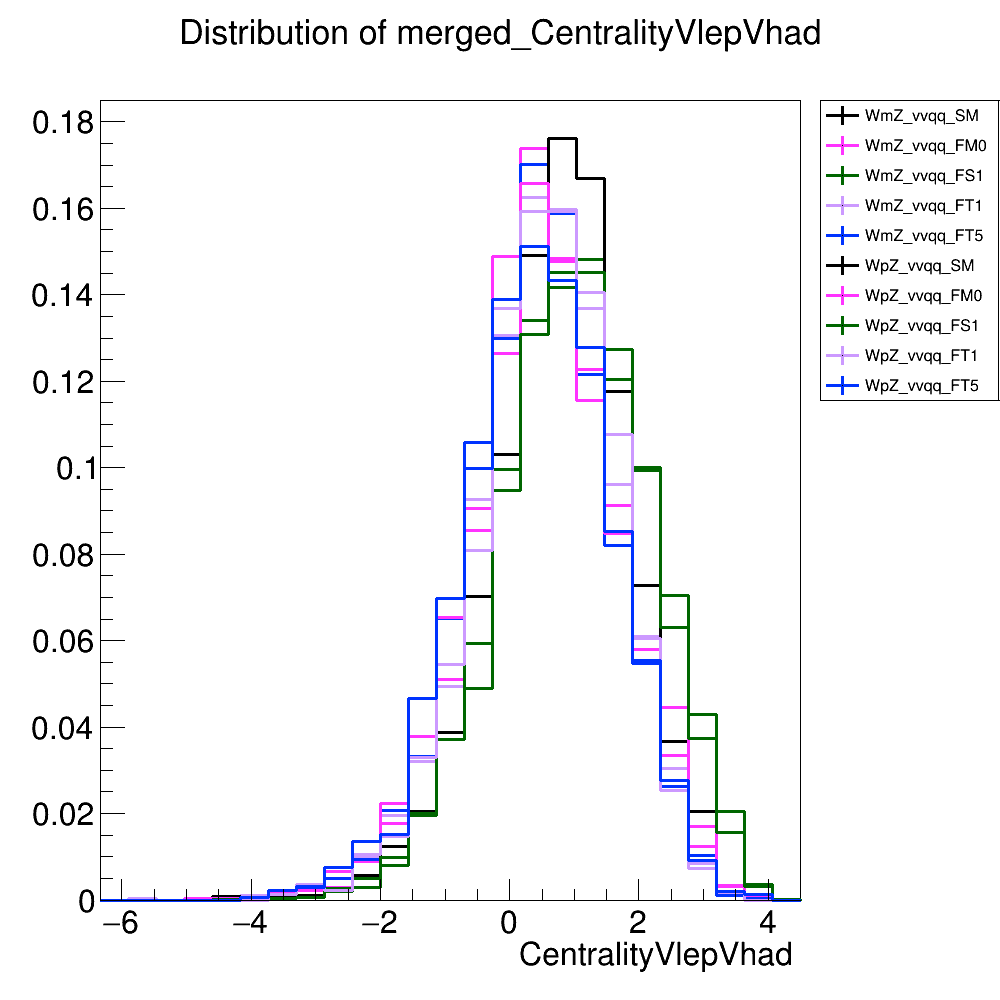 Distribution of merged_CentralityVlepVhad
0.18
0.16
0.14
0.12
0.1
0.08
0.06
0.04
0.02
0
−6 −4 −2 0 2 4
CentralityVlepVhad
WmZ_vvqq_SM
WmZ_vvqq_FM0
WmZ_vvqq_FS1
WmZ_vvqq_FT1
WmZ_vvqq_FT5
WpZ_vvqq_SM
WpZ_vvqq_FM0
WpZ_vvqq_FS1
WpZ_vvqq_FT1
WpZ_vvqq_FT5